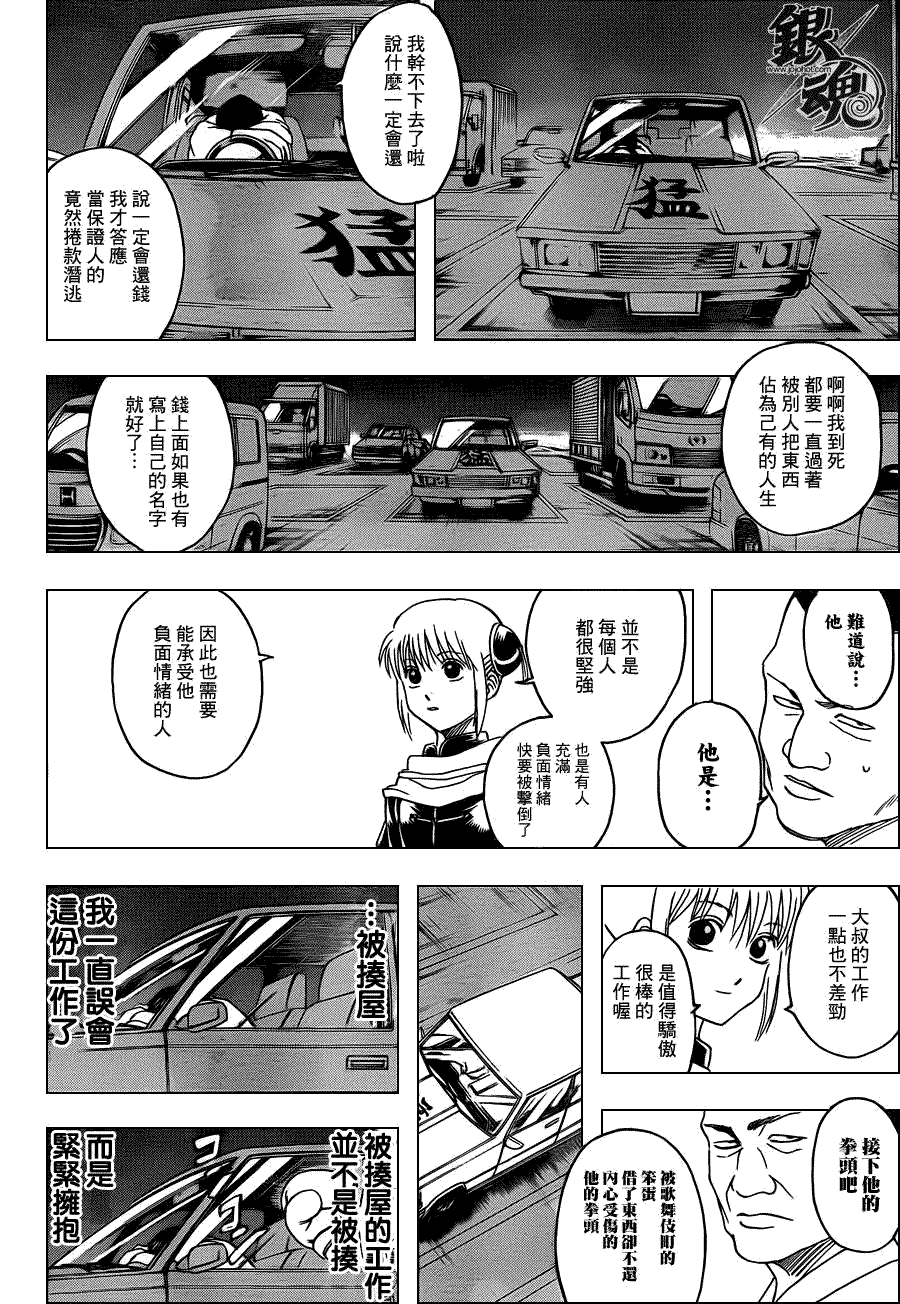 銀魂
www.jojohot.com
猛
我幹不下去了啦
說什麼一定會還
說一定會還錢
我才答應
當保證人的
竟然捲款潛逃
猛
啊啊我到死
都要一直過著
被別人把東西
佔為己有的人生
猛
錢上面如果也有
寫上自己的名字
就好了…
難道說…
他
他是…
並不是
每個人
都很堅強
也是有人
充滿
負面情緒
快要被擊倒了
因此也需要
能承受他
負面情緒的人
大叔的工作
一點也不差勁
是值得驕傲
很棒的
工作喔
接下他的
拳頭吧
被歌舞伎町的
笨蛋
借了東西卻不還
內心受傷的
他的拳頭
…被揍屋
我一直誤會
這份工作了
被揍屋的工作
並不是被揍
コ
コ
而是
緊緊擁抱